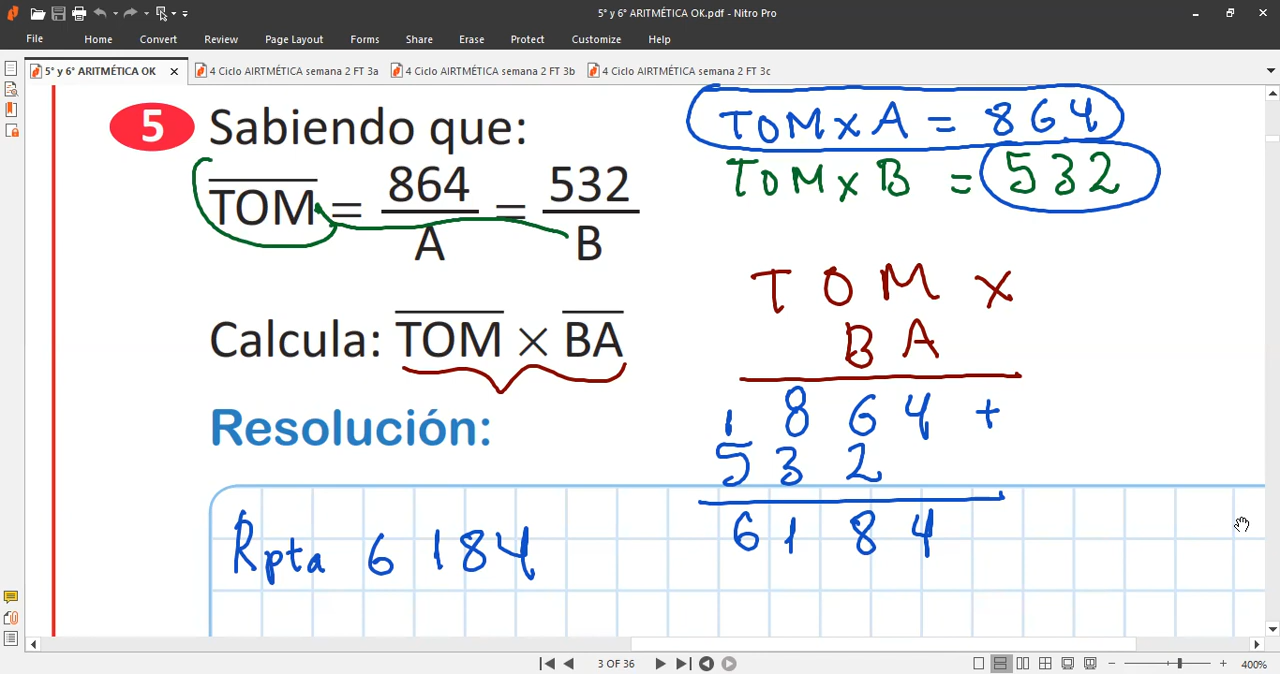 5° y 6° ARITMÉTICA OK.pdf - Nitro Pro
File Home Convert Review Page Layout Forms Share Erase Protect Customize Help
5° y 6° ARITMÉTICA OK × 4 Ciclo AIRTMÉTICA semana 2 FT 3a 4 Ciclo AIRTMÉTICA semana 2 FT 3b 4 Ciclo AIRTMÉTICA semana 2 FT 3c
5 Sabiendo que:
TOM = 864/A = 532/B
Calcula: TOM × BA
Resolución:
Rpta 6 184
TOM x A = 864
TOM x B = 532
T O M x
B A
1 8 6 4 +
5 3 2
6 1 8 4
3 OF 36
400%